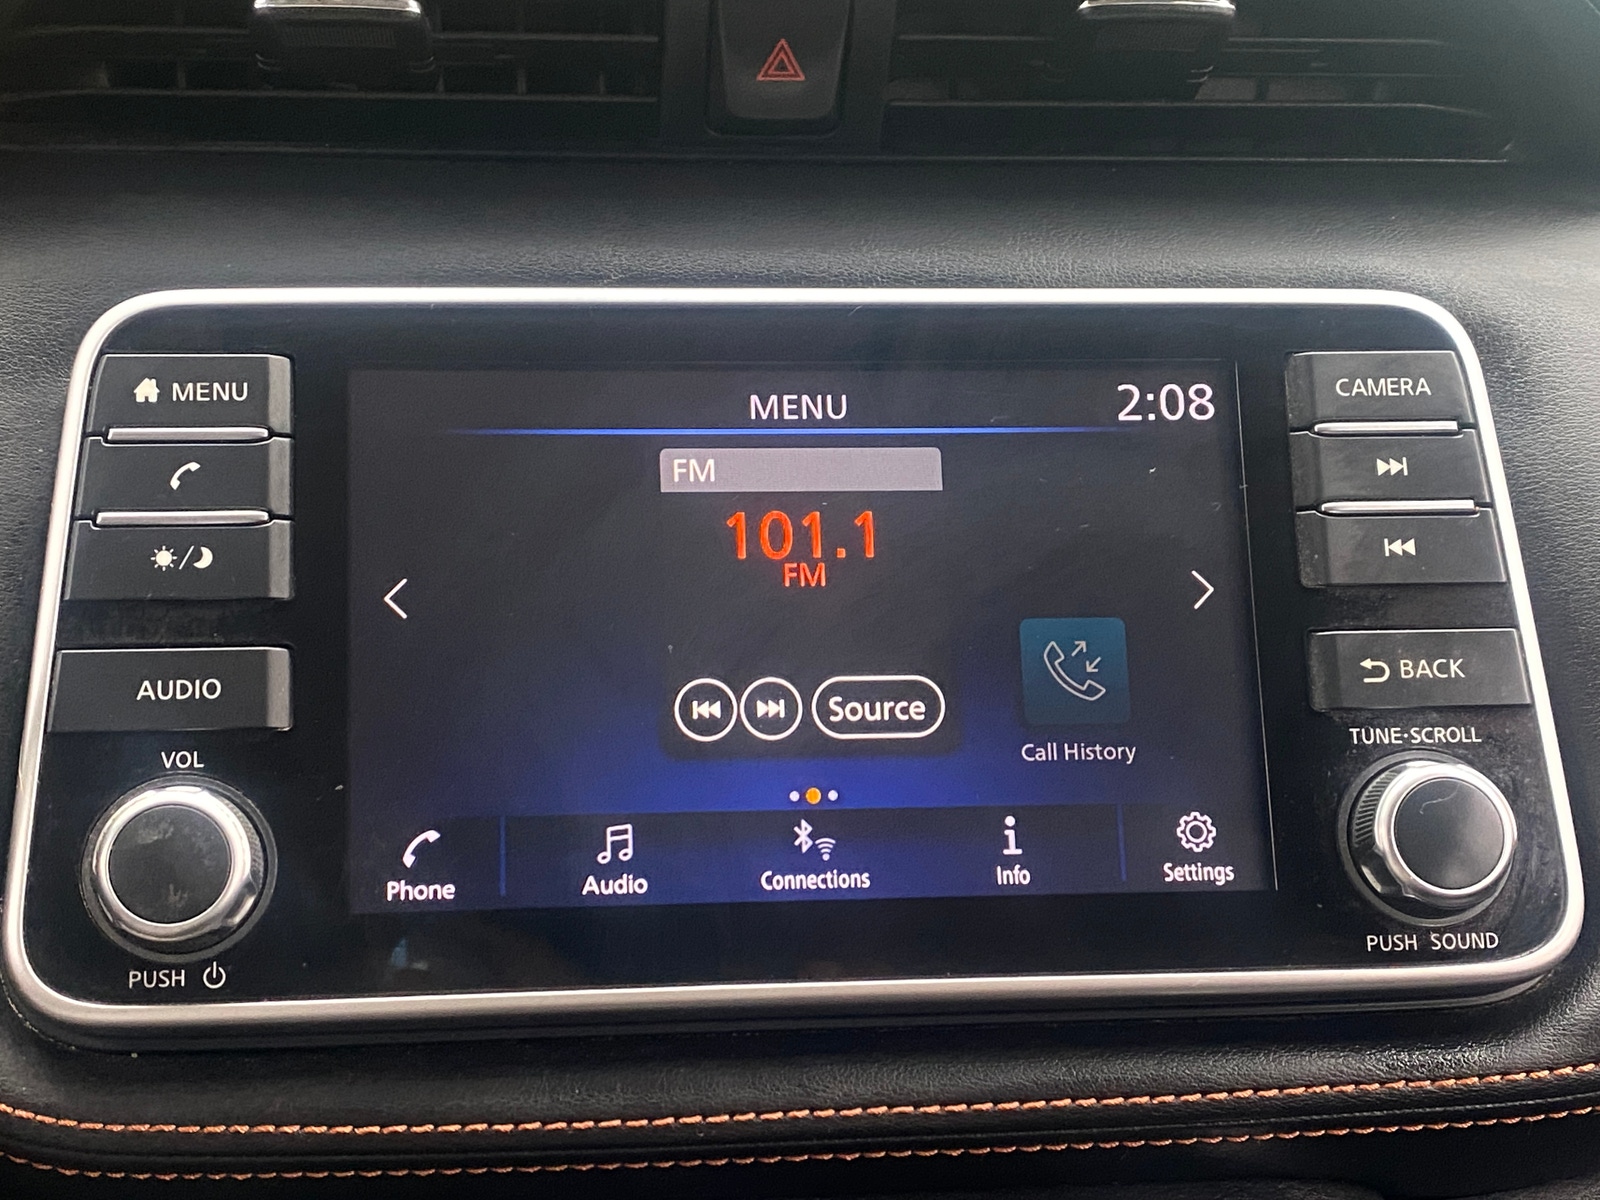 MENU
AUDIO
VOL
PUSH
MENU
2:08
FM
101.1
FM
Source
Call History
Phone
Audio
Connections
Info
Settings
CAMERA
BACK
TUNE•SCROLL
PUSH SOUND